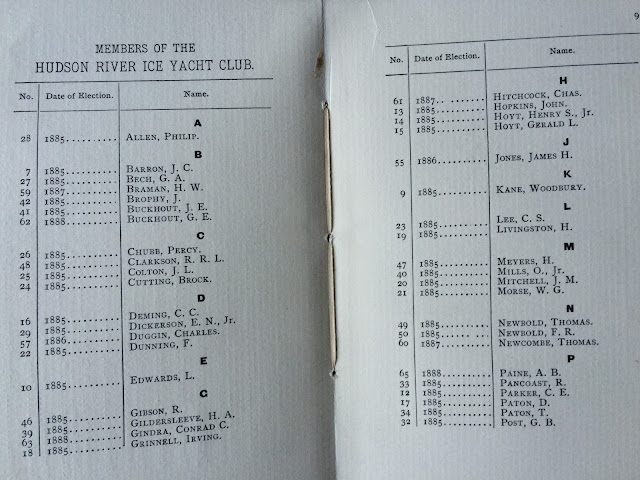 MEMBERS OF THE
HUDSON RIVER ICE YACHT CLUB.
No. Date of Election. Name.
A
28 1885.......... ALLEN, PHILIP.
B
7 1885.......... BARRON, J. C.
27 1885.......... BECH, G. A.
59 1887.......... BRAMAN, H. W.
42 1885.......... BROPHY, J.
41 1885.......... BUCKHOUT, J. E.
62 1888.......... BUCKHOUT, G. E.
C
26 1885.......... CHUBB, PERCY.
48 1885.......... CLARKSON, R. R. L.
25 1885.......... COLTON, J. L.
24 1885.......... CUTTING, BROCK.
D
16 1885.......... DEMING, C. C.
29 1885.......... DICKERSON, E. N., Jr.
57 1886.......... DUGGIN, CHARLES.
22 1885.......... DUNNING, F.
E
10 1885.......... EDWARDS, L.
G
46 1885.......... GIBSON, R.
39 1885.......... GILDERSLEEVE, H. A.
63 1888.......... GINDRA, CONRAD C.
18 1885.......... GRINNELL, IRVING.
9
No. Date of Election. Name.
H
61 1887.. ....... HITCHCOCK, CHAS.
13 1885.......... HOPKINS, JOHN.
14 1885.......... HOYT, HENRY S., Jr.
15 1885.......... HOYT, GERALD L.
J
55 1886.......... JONES, JAMES H.
K
9 1885.......... KANE, WOODBURY.
L
23 1885.......... LEE, C. S.
19 1885.......... LIVINGSTON, H.
M
47 1885.......... MEYERS, H.
40 1885.......... MILLS, O., Jr.
20 1885.......... MITCHELL, J. M.
21 1885.......... MORSE, W. G.
N
49 1885.......... NEWBOLD, THOMAS.
50 1885.......... NEWBOLD, F. R.
60 1887.......... NEWCOMBE, THOMAS.
P
65 1888.......... PAINE, A. B.
33 1885.......... PANCOAST, R.
12 1885.......... PARKER, C. E.
17 1885.......... PATON, D.
34 1885.......... PATON, T.
32 1885.......... POST, G. B.